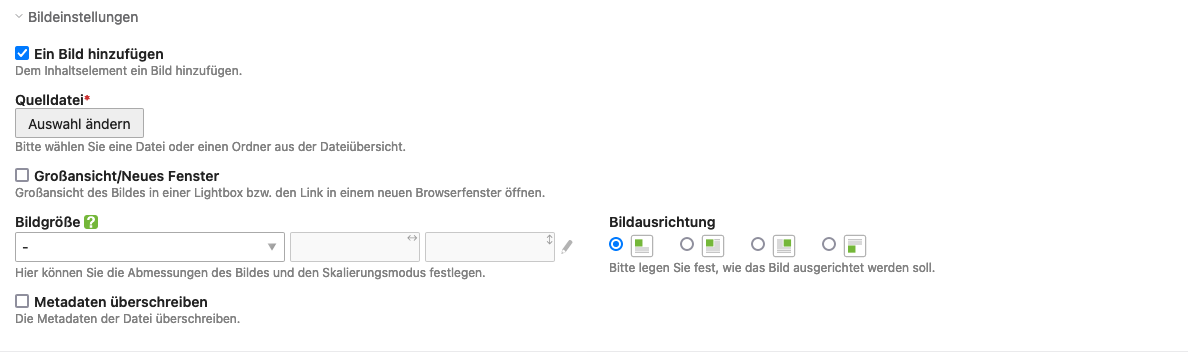 Bildeinstellungen
Ein Bild hinzufügen
Dem Inhaltselement ein Bild hinzufügen.
Quelldatei*
Auswahl ändern
Bitte wählen Sie eine Datei oder einen Ordner aus der Dateiübersicht.
Großansicht/Neues Fenster
Großansicht des Bildes in einer Lightbox bzw. den Link in einem neuen Browserfenster öffnen.
Bildgröße ?
-
Hier können Sie die Abmessungen des Bildes und den Skalierungsmodus festlegen.
Bildausrichtung
Bitte legen Sie fest, wie das Bild ausgerichtet werden soll.
Metadaten überschreiben
Die Metadaten der Datei überschreiben.